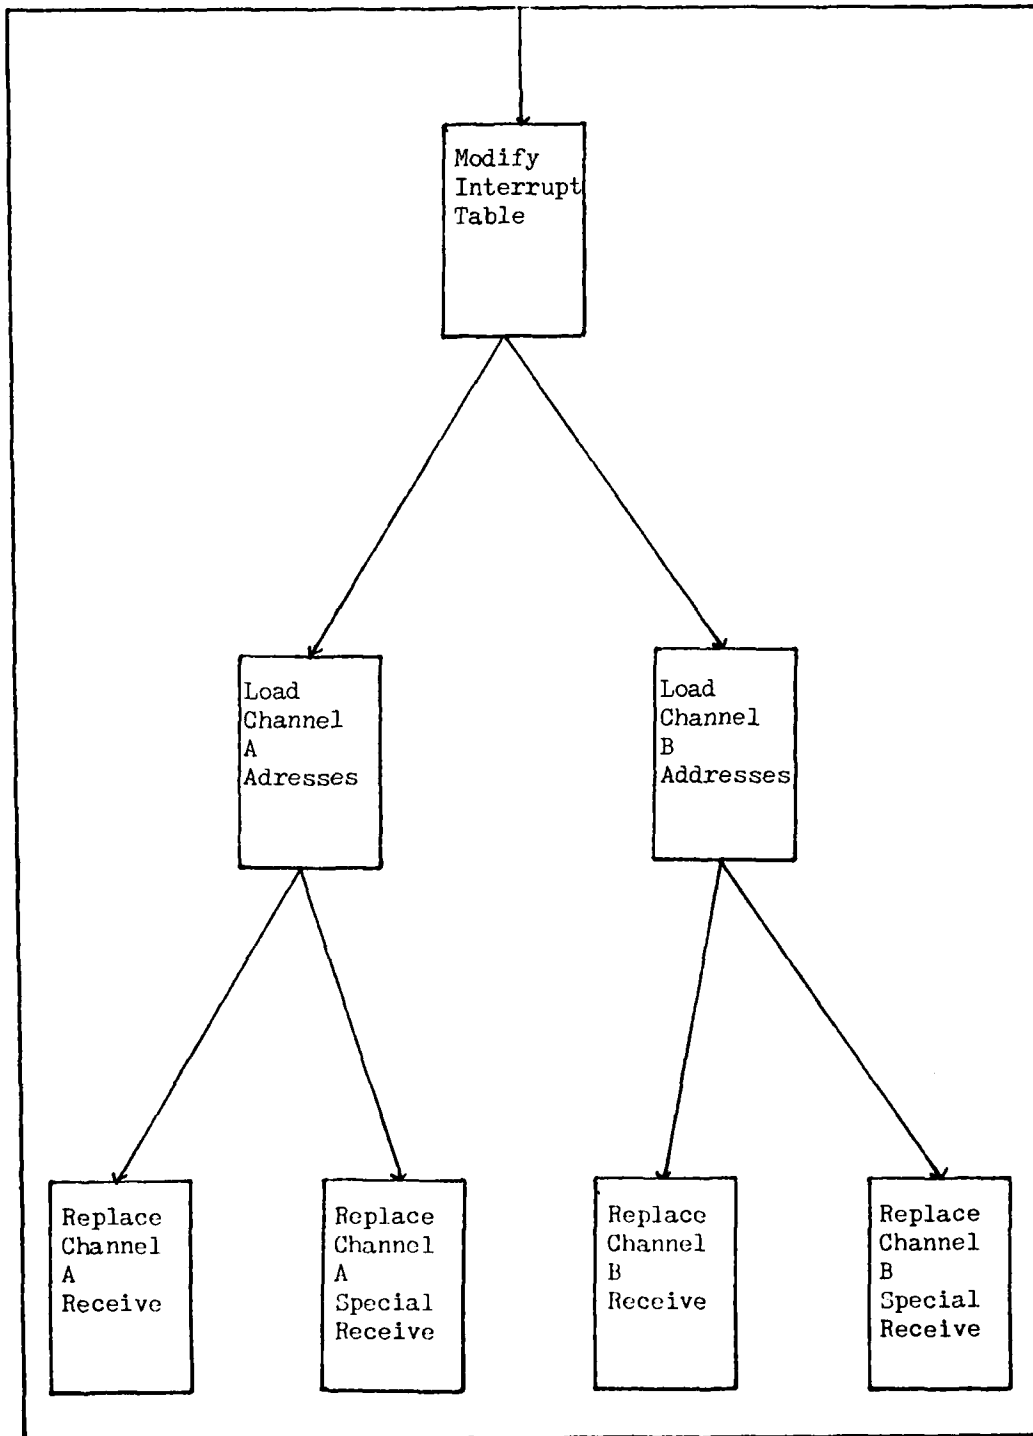 Modify
Interrupt
Table
Load
Channel
A
Adresses
Load
Channel
B
Addresses
Replace
Channel
A
Receive
Replace
Channel
A
Special
Receive
Replace
Channel
B
Receive
Replace
Channel
B
Special
Receive